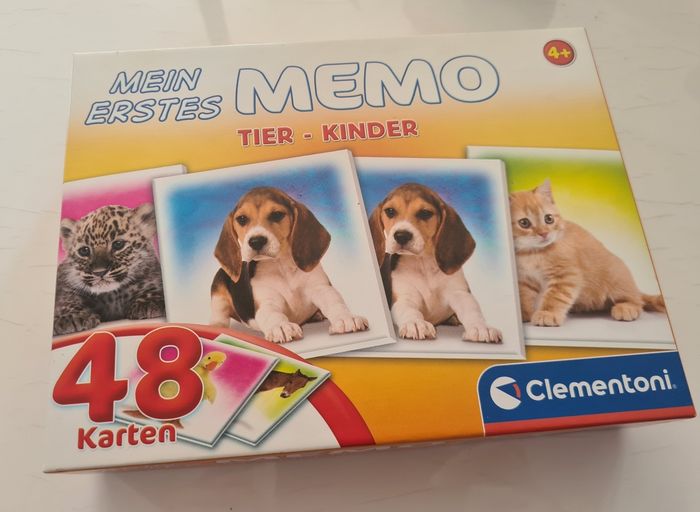 4+
MEIN
ERSTES MEMO
TIER - KINDER
48
Karten
Clementoni